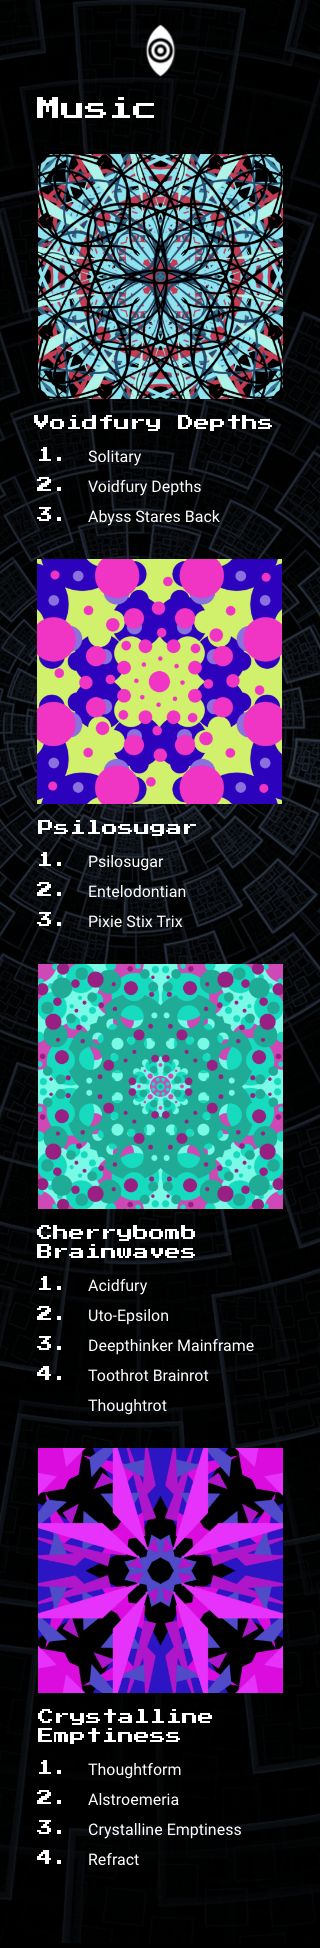 Music
Voidfury Depths
1. Solitary
2. Voidfury Depths
3. Abyss Stares Back
Psilosugar
1. Psilosugar
2. Entelodontian
3. Pixie Stix Trix
Cherrybomb
Brainwaves
1. Acidfury
2. Uto-Epsilon
3. Deepthinker Mainframe
4. Toothrot Brainrot
Thoughtrot
Crystalline
Emptiness
1. Thoughtform
2. Alstroemeria
3. Crystalline Emptiness
4. Refract